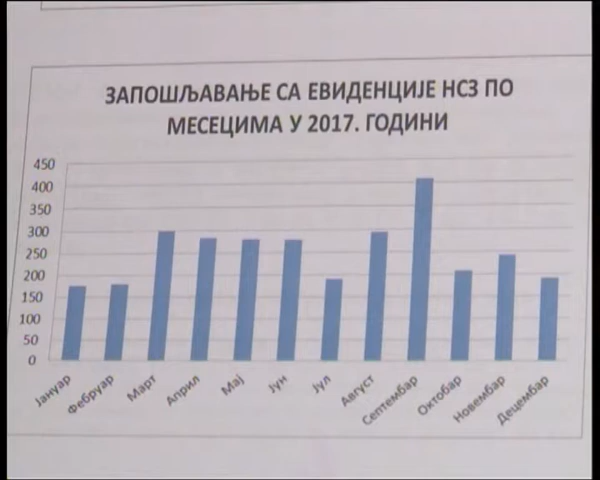 ЗАПОШЉАВАЊЕ СА ЕВИДЕНЦИЈЕ НСЗ ПО
МЕСЕЦИМА У 2017. ГОДИНИ
450
400
350
300
250
200
150
100
50
0
Јануар
Фебруар
Март
Април
Мај
Јун
Јул
Август
Септембар
Октобар
Новембар
Децембар